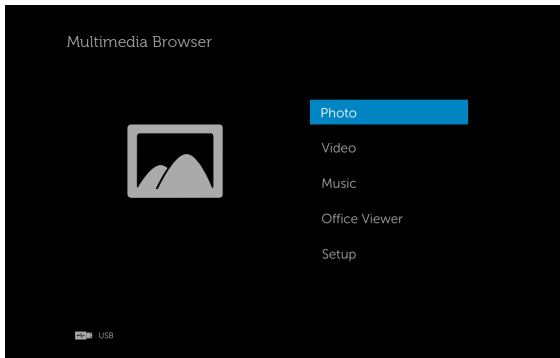 Multimedia Browser
Photo
Video
Music
Office Viewer
Setup
USB